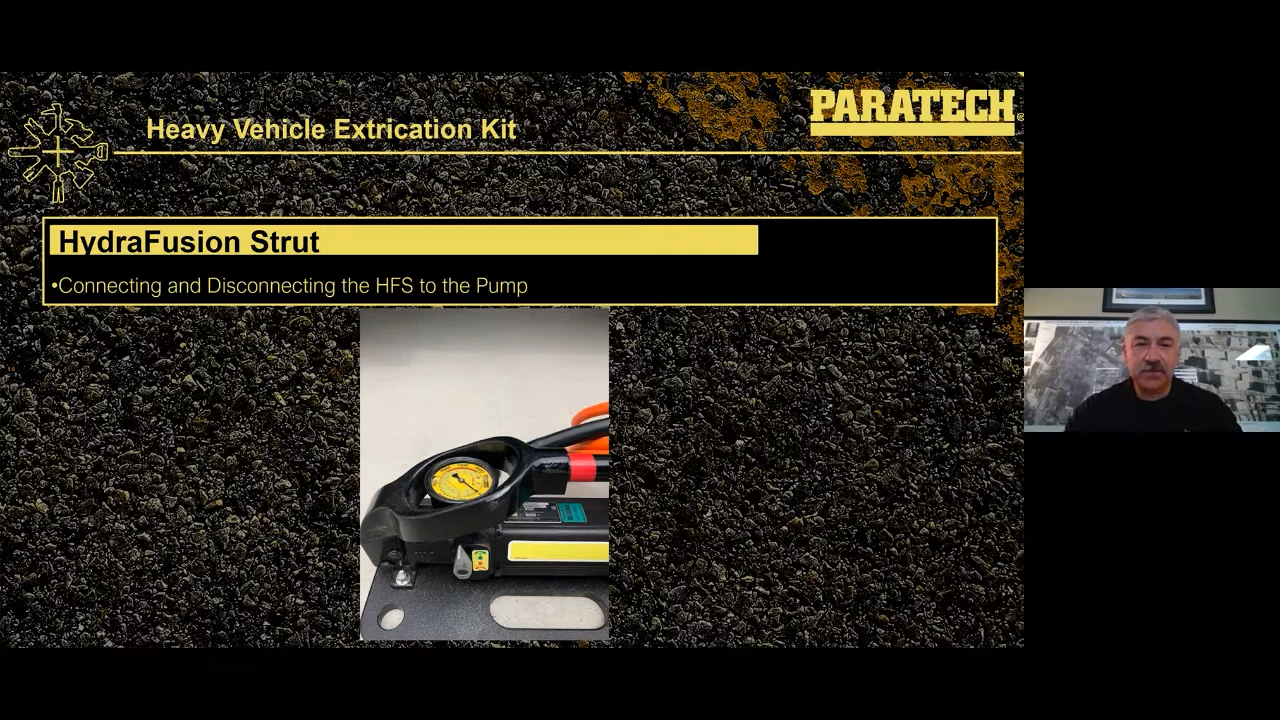 Heavy Vehicle Extrication Kit
PARATECH®
HydraFusion Strut
•Connecting and Disconnecting the HFS to the Pump